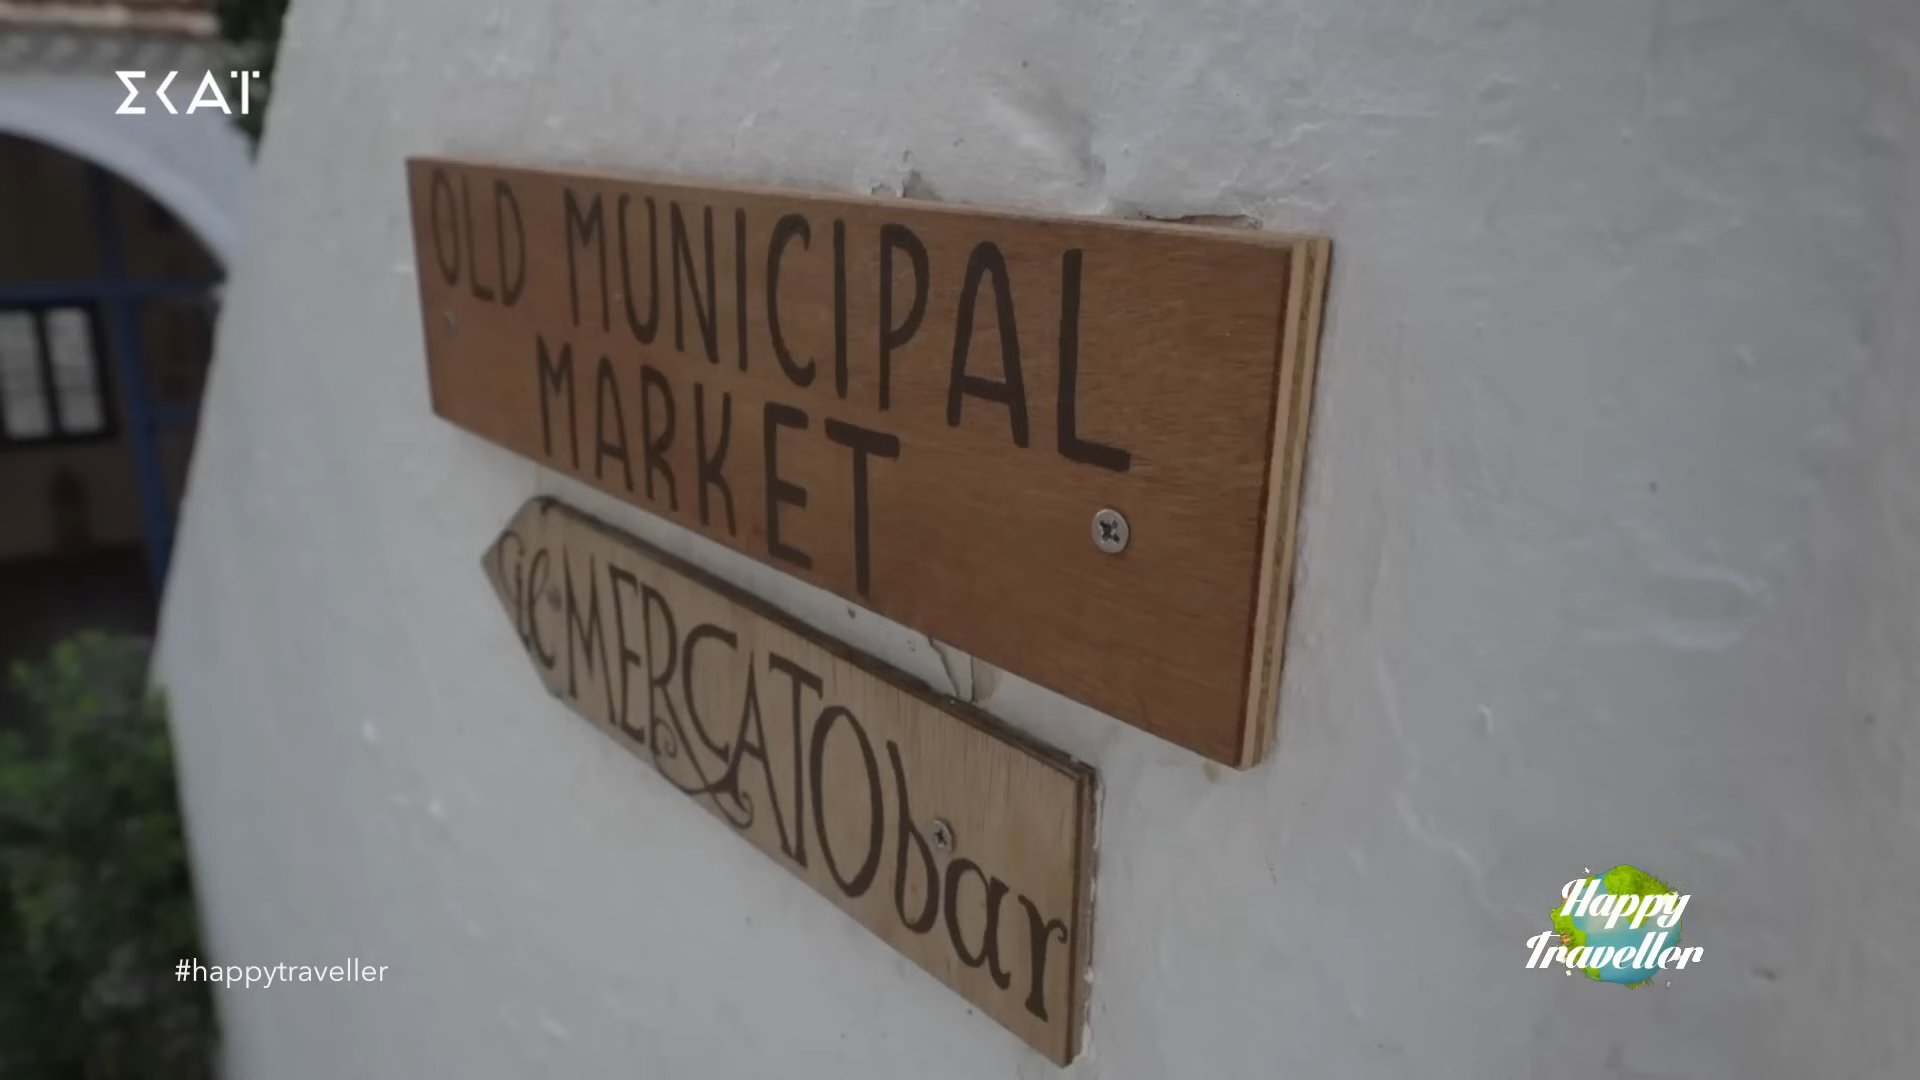 ΣΚΑΪ
OLD MUNICIPAL
MARKET
il MERCATO bar
#happytraveller
Happy
Traveller